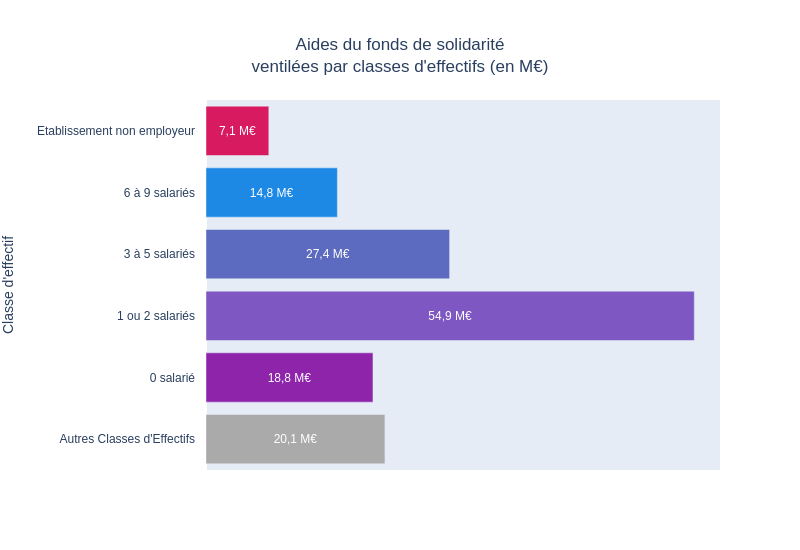 Aides du fonds de solidarité
ventilées par classes d'effectifs (en M€)
Classe d'effectif
Etablissement non employeur
7,1 M€
6 à 9 salariés
14,8 M€
3 à 5 salariés
27,4 M€
1 ou 2 salariés
54,9 M€
0 salarié
18,8 M€
Autres Classes d'Effectifs
20,1 M€